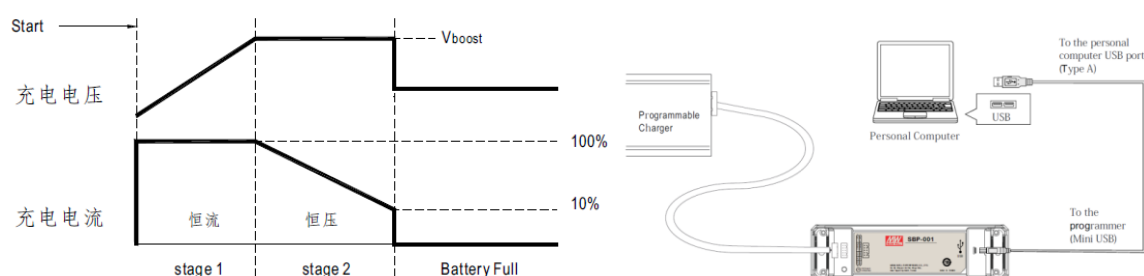 Start
Vboost
充电电压
100%
充电电流
恒流
恒压
10%
stage 1
stage 2
Battery Full
Programmable
Charger
Personal Computer
USB
To the personal
computer USB port
(Type A)
To the
programmer
(Mini USB)
SBP-001